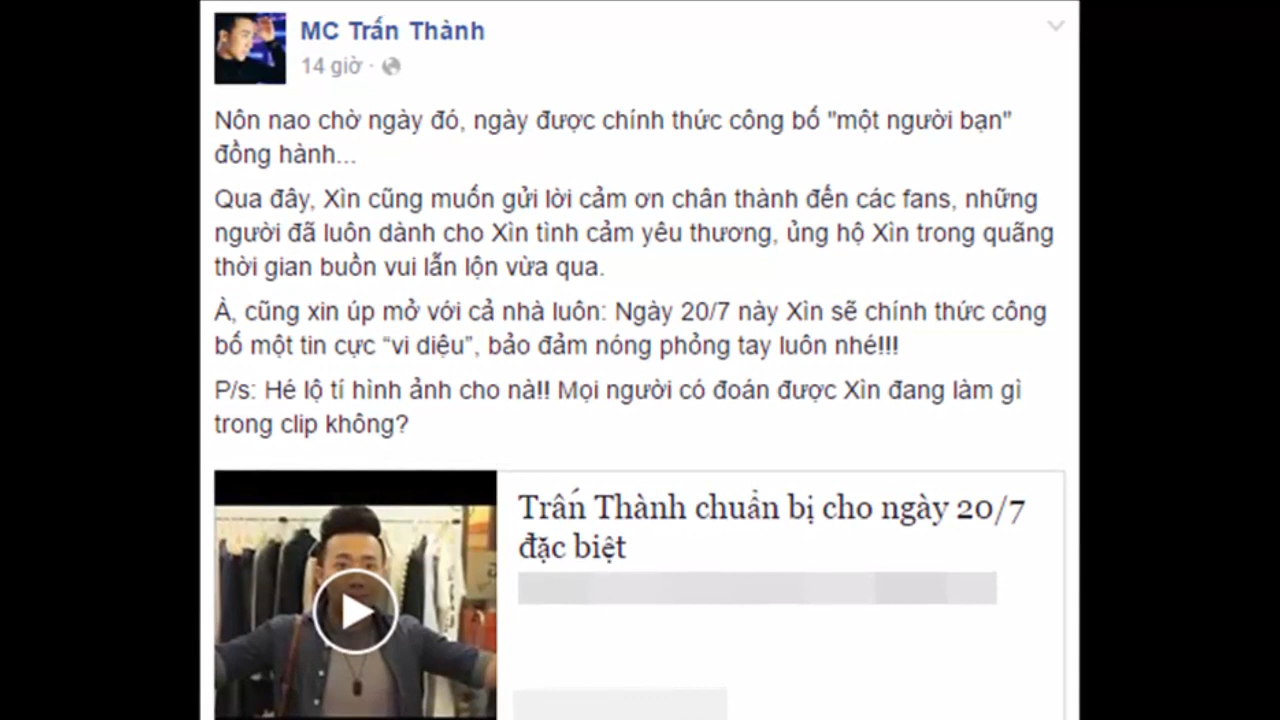 MC Trấn Thành
14 giờ ·
Nôn nao chờ ngày đó, ngày được chính thức công bố "một người bạn"
đồng hành...
Qua đây, Xìn cũng muốn gửi lời cảm ơn chân thành đến các fans, những
người đã luôn dành cho Xìn tình cảm yêu thương, ủng hộ Xìn trong quãng
thời gian buồn vui lẫn lộn vừa qua.
À, cũng xin úp mở với cả nhà luôn: Ngày 20/7 này Xìn sẽ chính thức công
bố một tin cực “vi diệu”, bảo đảm nóng phỏng tay luôn nhé!!!
P/s: Hé lộ tí hình ảnh cho nà!! Mọi người có đoán được Xìn đang làm gì
trong clip không?
Trấn Thành chuẩn bị cho ngày 20/7
đặc biệt